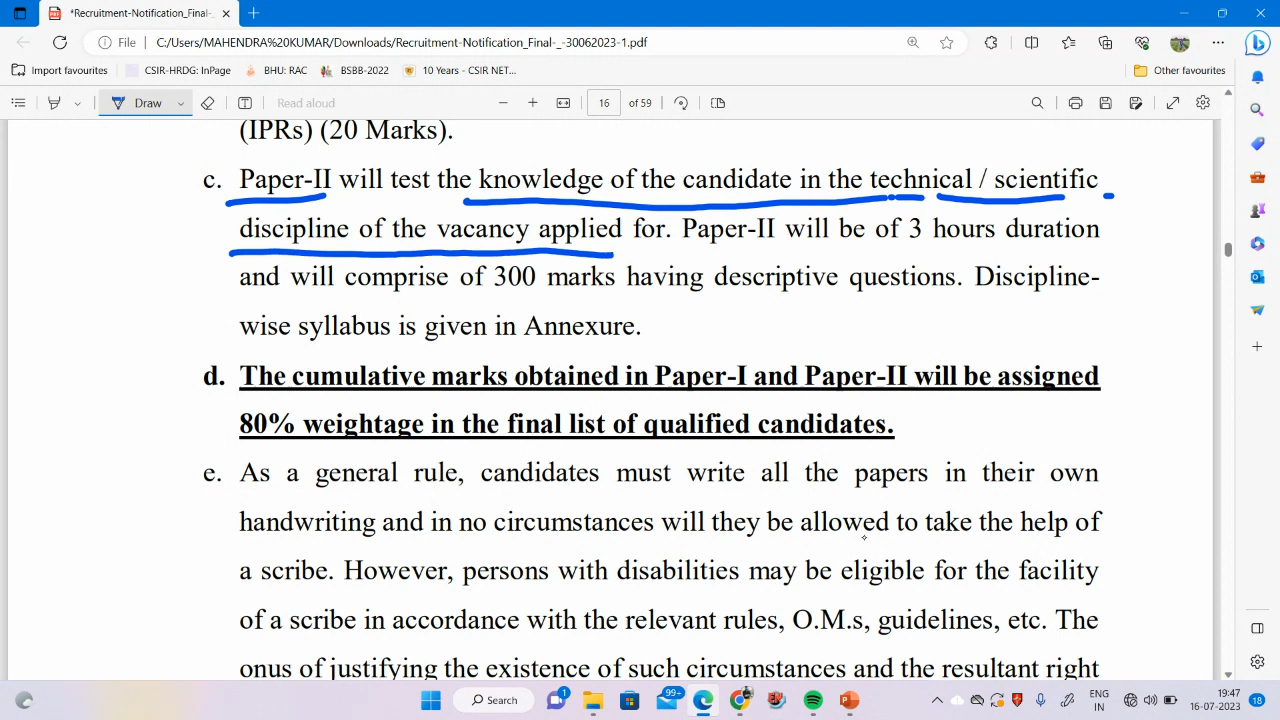 *Recruitment-Notification_Final-_
File C:/Users/MAHENDRA%20KUMAR/Downloads/Recruitment-Notification_Final-_-30062023-1.pdf
Import favourites CSIR-HRDG: InPage BHU: RAC BSBB-2022 10 Years - CSIR NET... Other favourites
Draw Read aloud 16 of 59
(IPRs) (20 Marks).
c. Paper-II will test the knowledge of the candidate in the technical / scientific
discipline of the vacancy applied for. Paper-II will be of 3 hours duration
and will comprise of 300 marks having descriptive questions. Discipline-
wise syllabus is given in Annexure.
d. The cumulative marks obtained in Paper-I and Paper-II will be assigned
80% weightage in the final list of qualified candidates.
e. As a general rule, candidates must write all the papers in their own
handwriting and in no circumstances will they be allowed to take the help of
a scribe. However, persons with disabilities may be eligible for the facility
of a scribe in accordance with the relevant rules, O.M.s, guidelines, etc. The
onus of justifying the existence of such circumstances and the resultant right
Search 1 99+ ENG 19:47
IN 16-07-2023 18